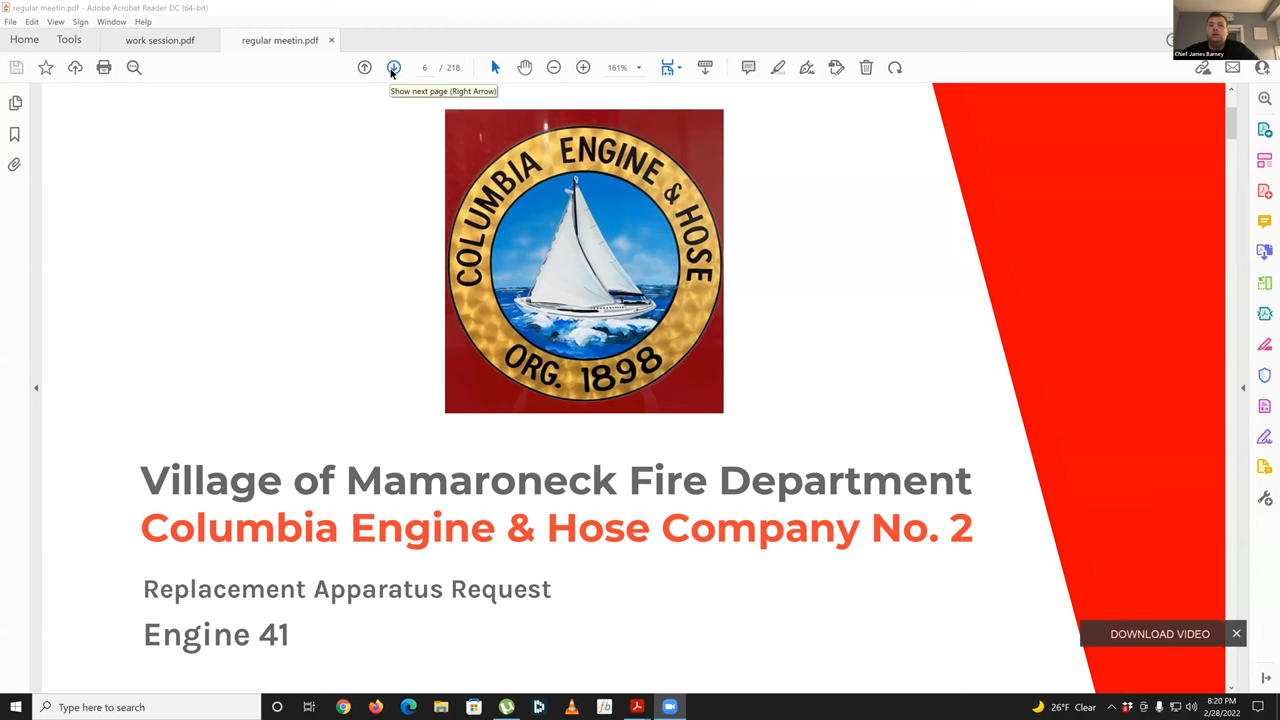 regular meetin.pdf - Adobe Acrobat Reader DC (64-bit)
File Edit View Sign Window Help
Home Tools work session.pdf regular meetin.pdf ×
Chief James Barney
6 / 218 161%
Show next page (Right Arrow)
COLUMBIA ENGINE & HOSE
ORG. 1898
Village of Mamaroneck Fire Department
Columbia Engine & Hose Company No. 2
Replacement Apparatus Request
Engine 41
DOWNLOAD VIDEO ×
Type here to search
26°F Clear
8:20 PM
2/28/2022